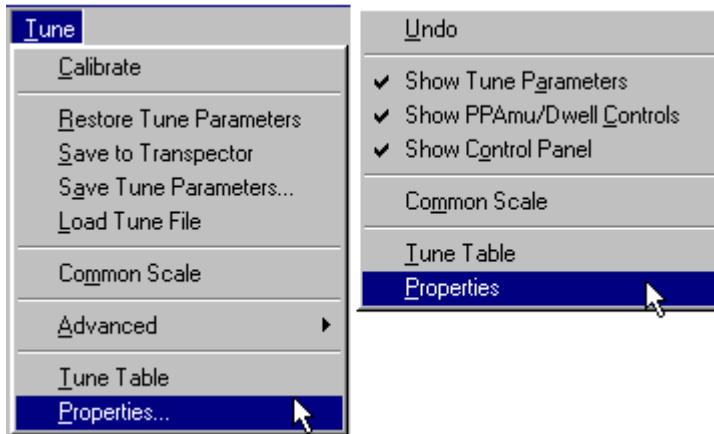 Tune
Calibrate
Restore Tune Parameters
Save to Transpector
Save Tune Parameters...
Load Tune File
Common Scale
Advanced
Tune Table
Properties...
Undo
Show Tune Parameters
Show PPAmu/Dwell Controls
Show Control Panel
Common Scale
Tune Table
Properties